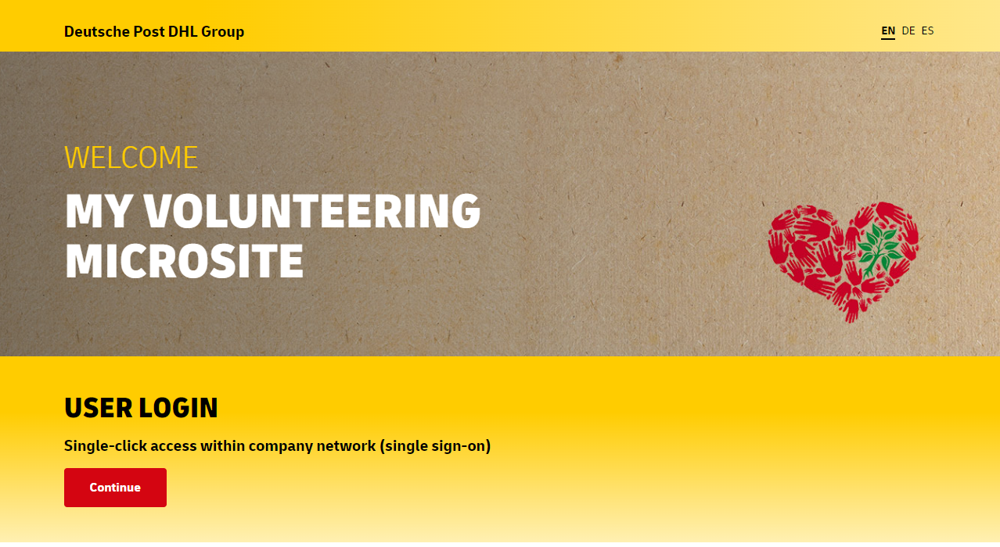 Deutsche Post DHL Group
EN DE ES
WELCOME
MY VOLUNTEERING
MICROSITE
USER LOGIN
Single-click access within company network (single sign-on)
Continue